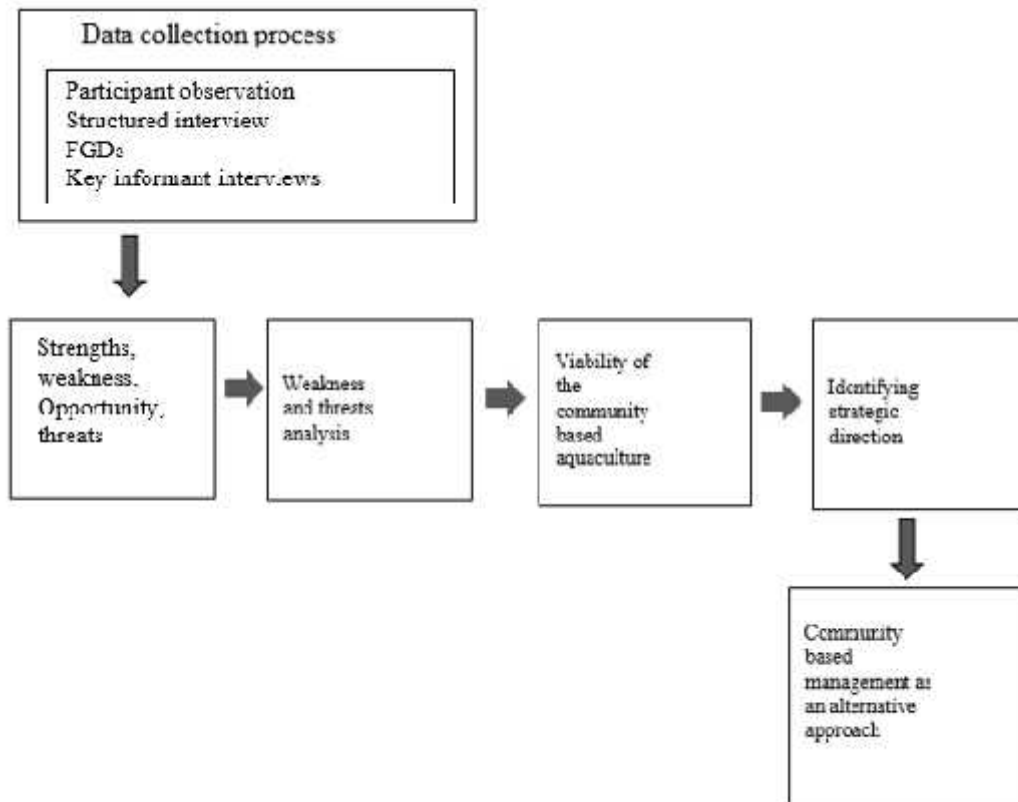 Data collection process
Participant observation
Structured interview
FGDs
Key informant interviews
Strengths,
weakness,
Opportunity,
threats
Weakness
and threats
analysis
Viability of
the
community
based
aquaculture
Identifying
strategic
direction
Community
based
management as
an alternative
approach